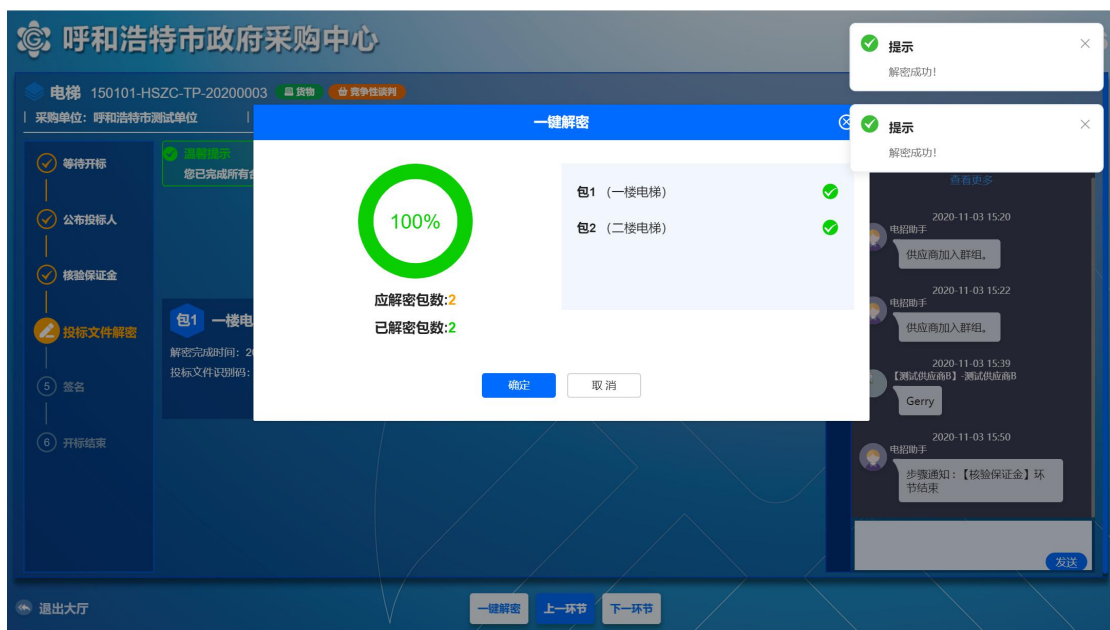 呼和浩特市政府采购中心
电梯 150101-HSZC-TP-20200003 货物 竞争性谈判
采购单位：呼和浩特市测试单位
等待开标
公布投标人
核验保证金
投标文件解密
5 签名
6 开标结束
温馨提示
您已完成所有
包1 一楼电
解密完成时间：2
投标文件识别码：
一键解密
100%
应解密包数:2
已解密包数:2
包1 （一楼电梯）
包2 （二楼电梯）
确定
取消
提示
解密成功!
提示
解密成功!
查看更多
2020-11-03 15:20
电招助手
供应商加入群组。
2020-11-03 15:22
电招助手
供应商加入群组。
2020-11-03 15:39
【测试供应商B】-测试供应商B
Gerry
2020-11-03 15:50
电招助手
步骤通知：【核验保证金】环
节结束
发送
退出大厅
一键解密
上一环节
下一环节